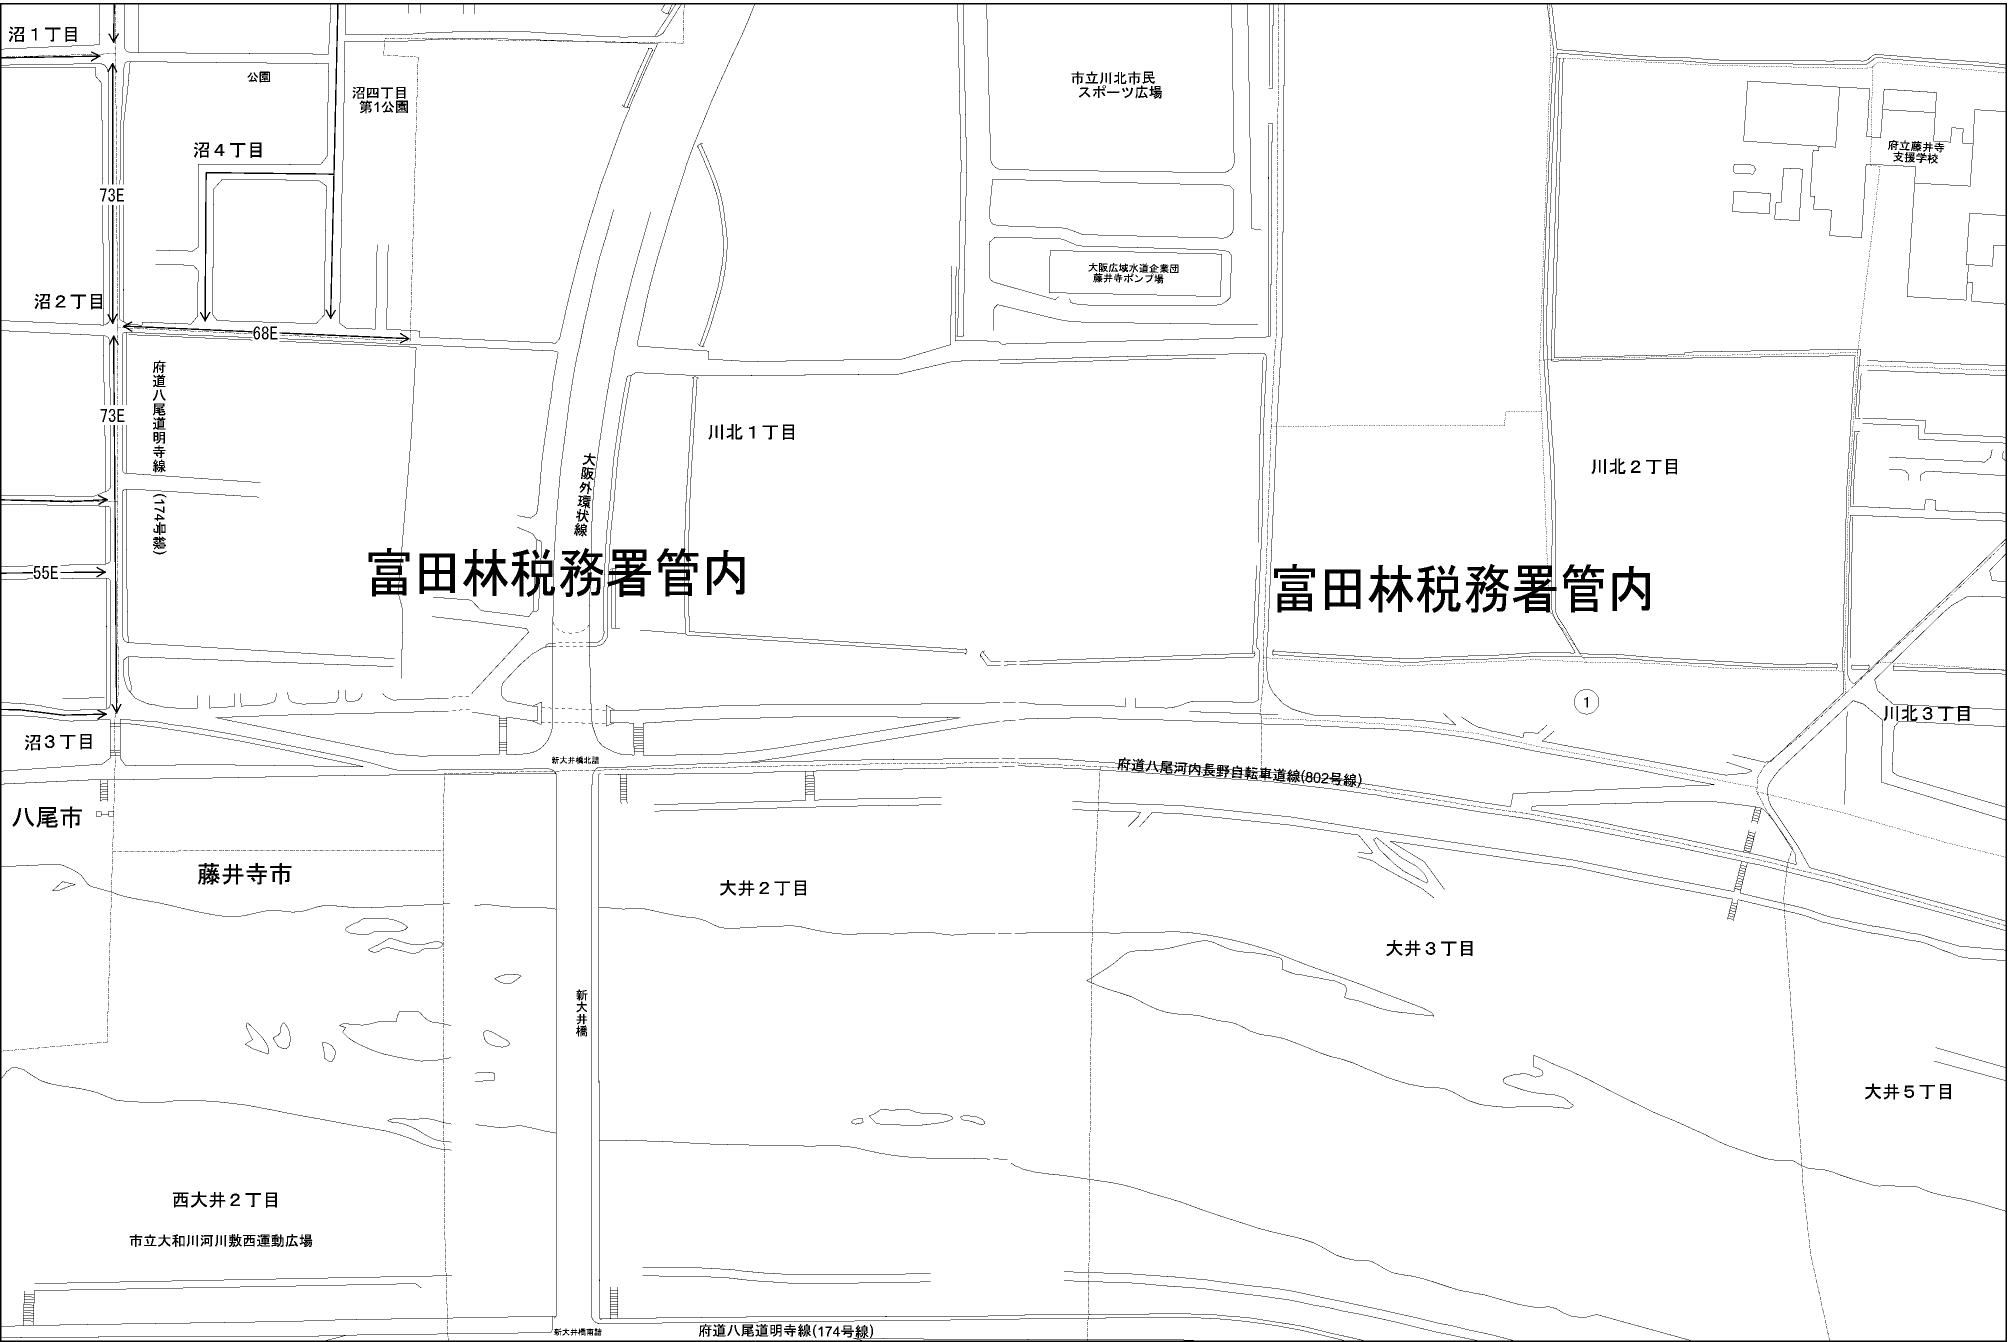 沼１丁目
公園
沼四丁目
第1公園
市立川北市民
スポーツ広場
沼４丁目
府立藤井寺
支援学校
73E
大阪広域水道企業団
藤井寺ポンプ場
沼２丁目
68E
府道八尾道明寺線
(174号線)
73E
川北１丁目
川北２丁目
大阪外環状線
富田林税務署管内
富田林税務署管内
55E
1
川北３丁目
沼３丁目
新大井橋北詰
府道八尾河内長野自転車道線(802号線)
八尾市
藤井寺市
大井２丁目
大井３丁目
新大井橋
大井５丁目
西大井２丁目
市立大和川河川敷西運動広場
新大井橋南詰
府道八尾道明寺線(174号線)